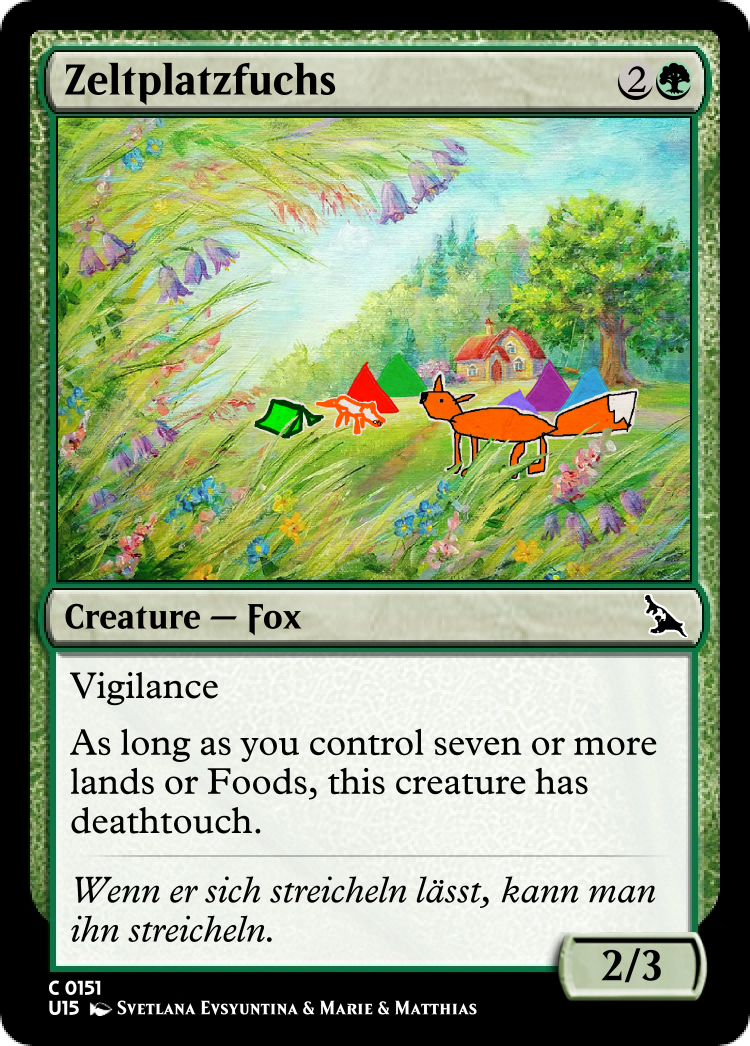 Zeltplatzfuchs 2
Creature — Fox
Vigilance
As long as you control seven or more
lands or Foods, this creature has
deathtouch.
Wenn er sich streicheln lässt, kann man
ihn streicheln.
2/3
C 0151
U15 Svetlana Evsyuntina & Marie & Matthias